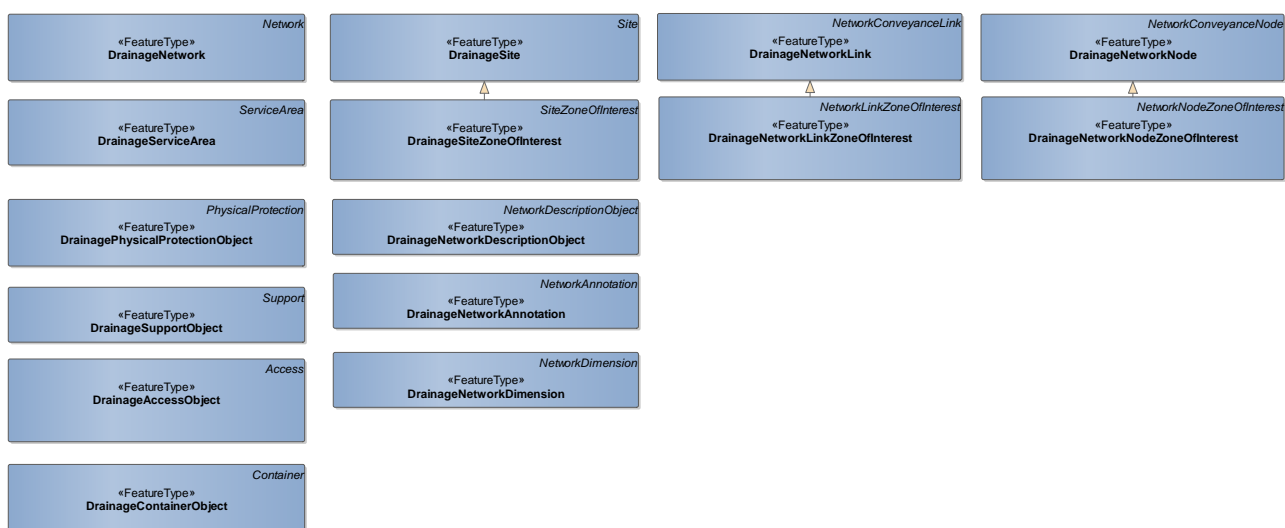 Network
«FeatureType»
DrainageNetwork
Site
«FeatureType»
DrainageSite
NetworkConveyanceLink
«FeatureType»
DrainageNetworkLink
NetworkConveyanceNode
«FeatureType»
DrainageNetworkNode
ServiceArea
«FeatureType»
DrainageServiceArea
SiteZoneOfInterest
«FeatureType»
DrainageSiteZoneOfInterest
NetworkLinkZoneOfInterest
«FeatureType»
DrainageNetworkLinkZoneOfInterest
NetworkNodeZoneOfInterest
«FeatureType»
DrainageNetworkNodeZoneOfInterest
PhysicalProtection
«FeatureType»
DrainagePhysicalProtectionObject
NetworkDescriptionObject
«FeatureType»
DrainageNetworkDescriptionObject
Support
«FeatureType»
DrainageSupportObject
NetworkAnnotation
«FeatureType»
DrainageNetworkAnnotation
Access
«FeatureType»
DrainageAccessObject
NetworkDimension
«FeatureType»
DrainageNetworkDimension
Container
«FeatureType»
DrainageContainerObject